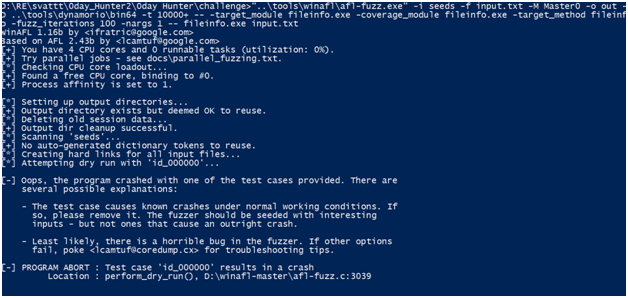 D:\RE\svattt\0day_Hunter_2\0day Hunter\challenge>"..\tools\winafl\afl-fuzz.exe" -i seeds -f input.txt -M Master0 -o out -
D ..\tools\dynamorio\bin64 -t 10000+ -- -target_module fileinfo.exe -coverage_module fileinfo.exe -target_method fileinf
o -fuzz_iterations 100 -nargs 1 -- fileinfo.exe input.txt
WinAFL 1.16b by <ifratric@google.com>
Based on AFL 2.43b by <lcamtuf@google.com>
[+] You have 4 CPU cores and 0 runnable tasks (utilization: 0%).
[+] Try parallel jobs - see docs\parallel_fuzzing.txt.
[*] Checking CPU core loadout...
[+] Found a free CPU core, binding to #0.
[+] Process affinity is set to 1.
[*] Setting up output directories...
[+] Output directory exists but deemed OK to reuse.
[*] Deleting old session data...
[+] Output dir cleanup successful.
[*] Scanning 'seeds'...
[+] No auto-generated dictionary tokens to reuse.
[*] Creating hard links for all input files...
[*] Attempting dry run with 'id_000000'...
[-] Oops, the program crashed with one of the test cases provided. There are
several possible explanations:
- The test case causes known crashes under normal working conditions. If
so, please remove it. The fuzzer should be seeded with interesting
inputs - but not ones that cause an outright crash.
- Least likely, there is a horrible bug in the fuzzer. If other options
fail, poke <lcamtuf@coredump.cx> for troubleshooting tips.
[-] PROGRAM ABORT : Test case 'id_000000' results in a crash
Location : perform_dry_run(), D:\winafl-master\afl-fuzz.c:3039